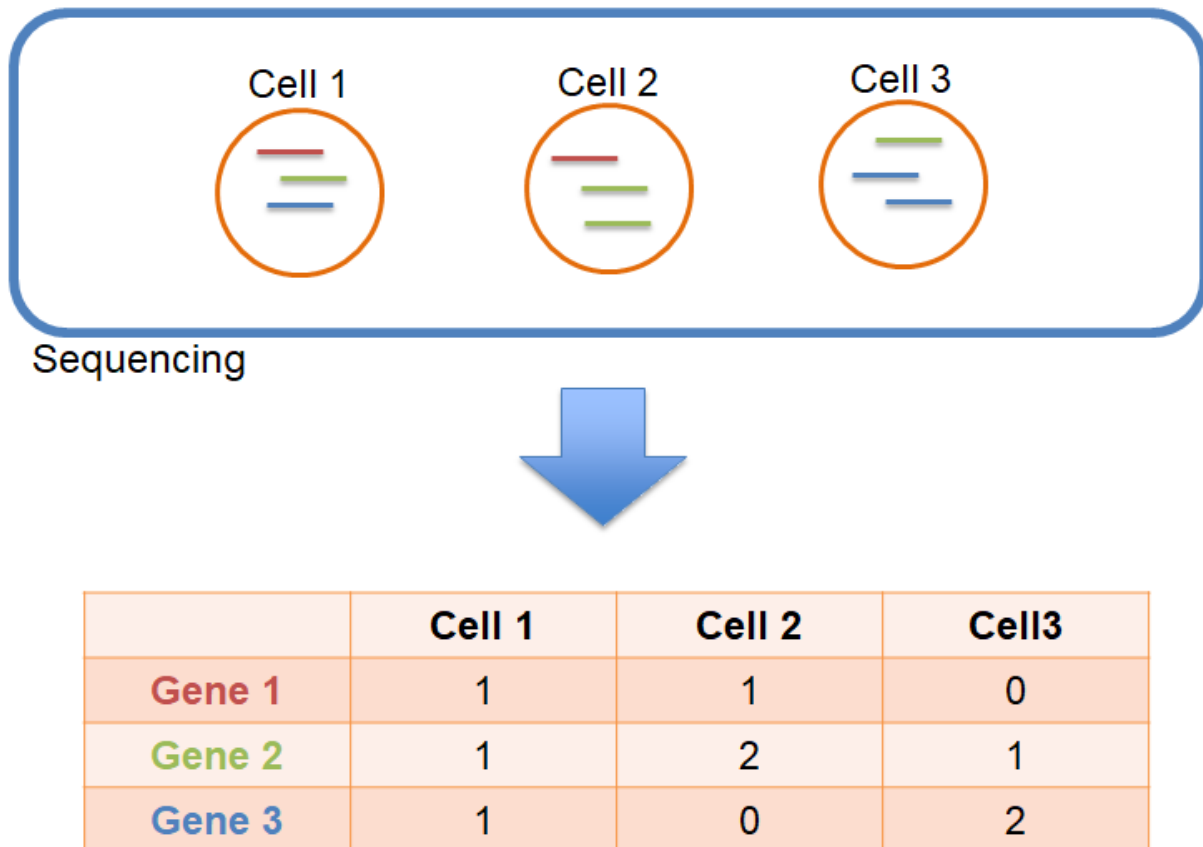 Cell 1 Cell 2 Cell 3
Sequencing
Cell 1 Cell 2 Cell3
Gene 1 1 1 0
Gene 2 1 2 1
Gene 3 1 0 2